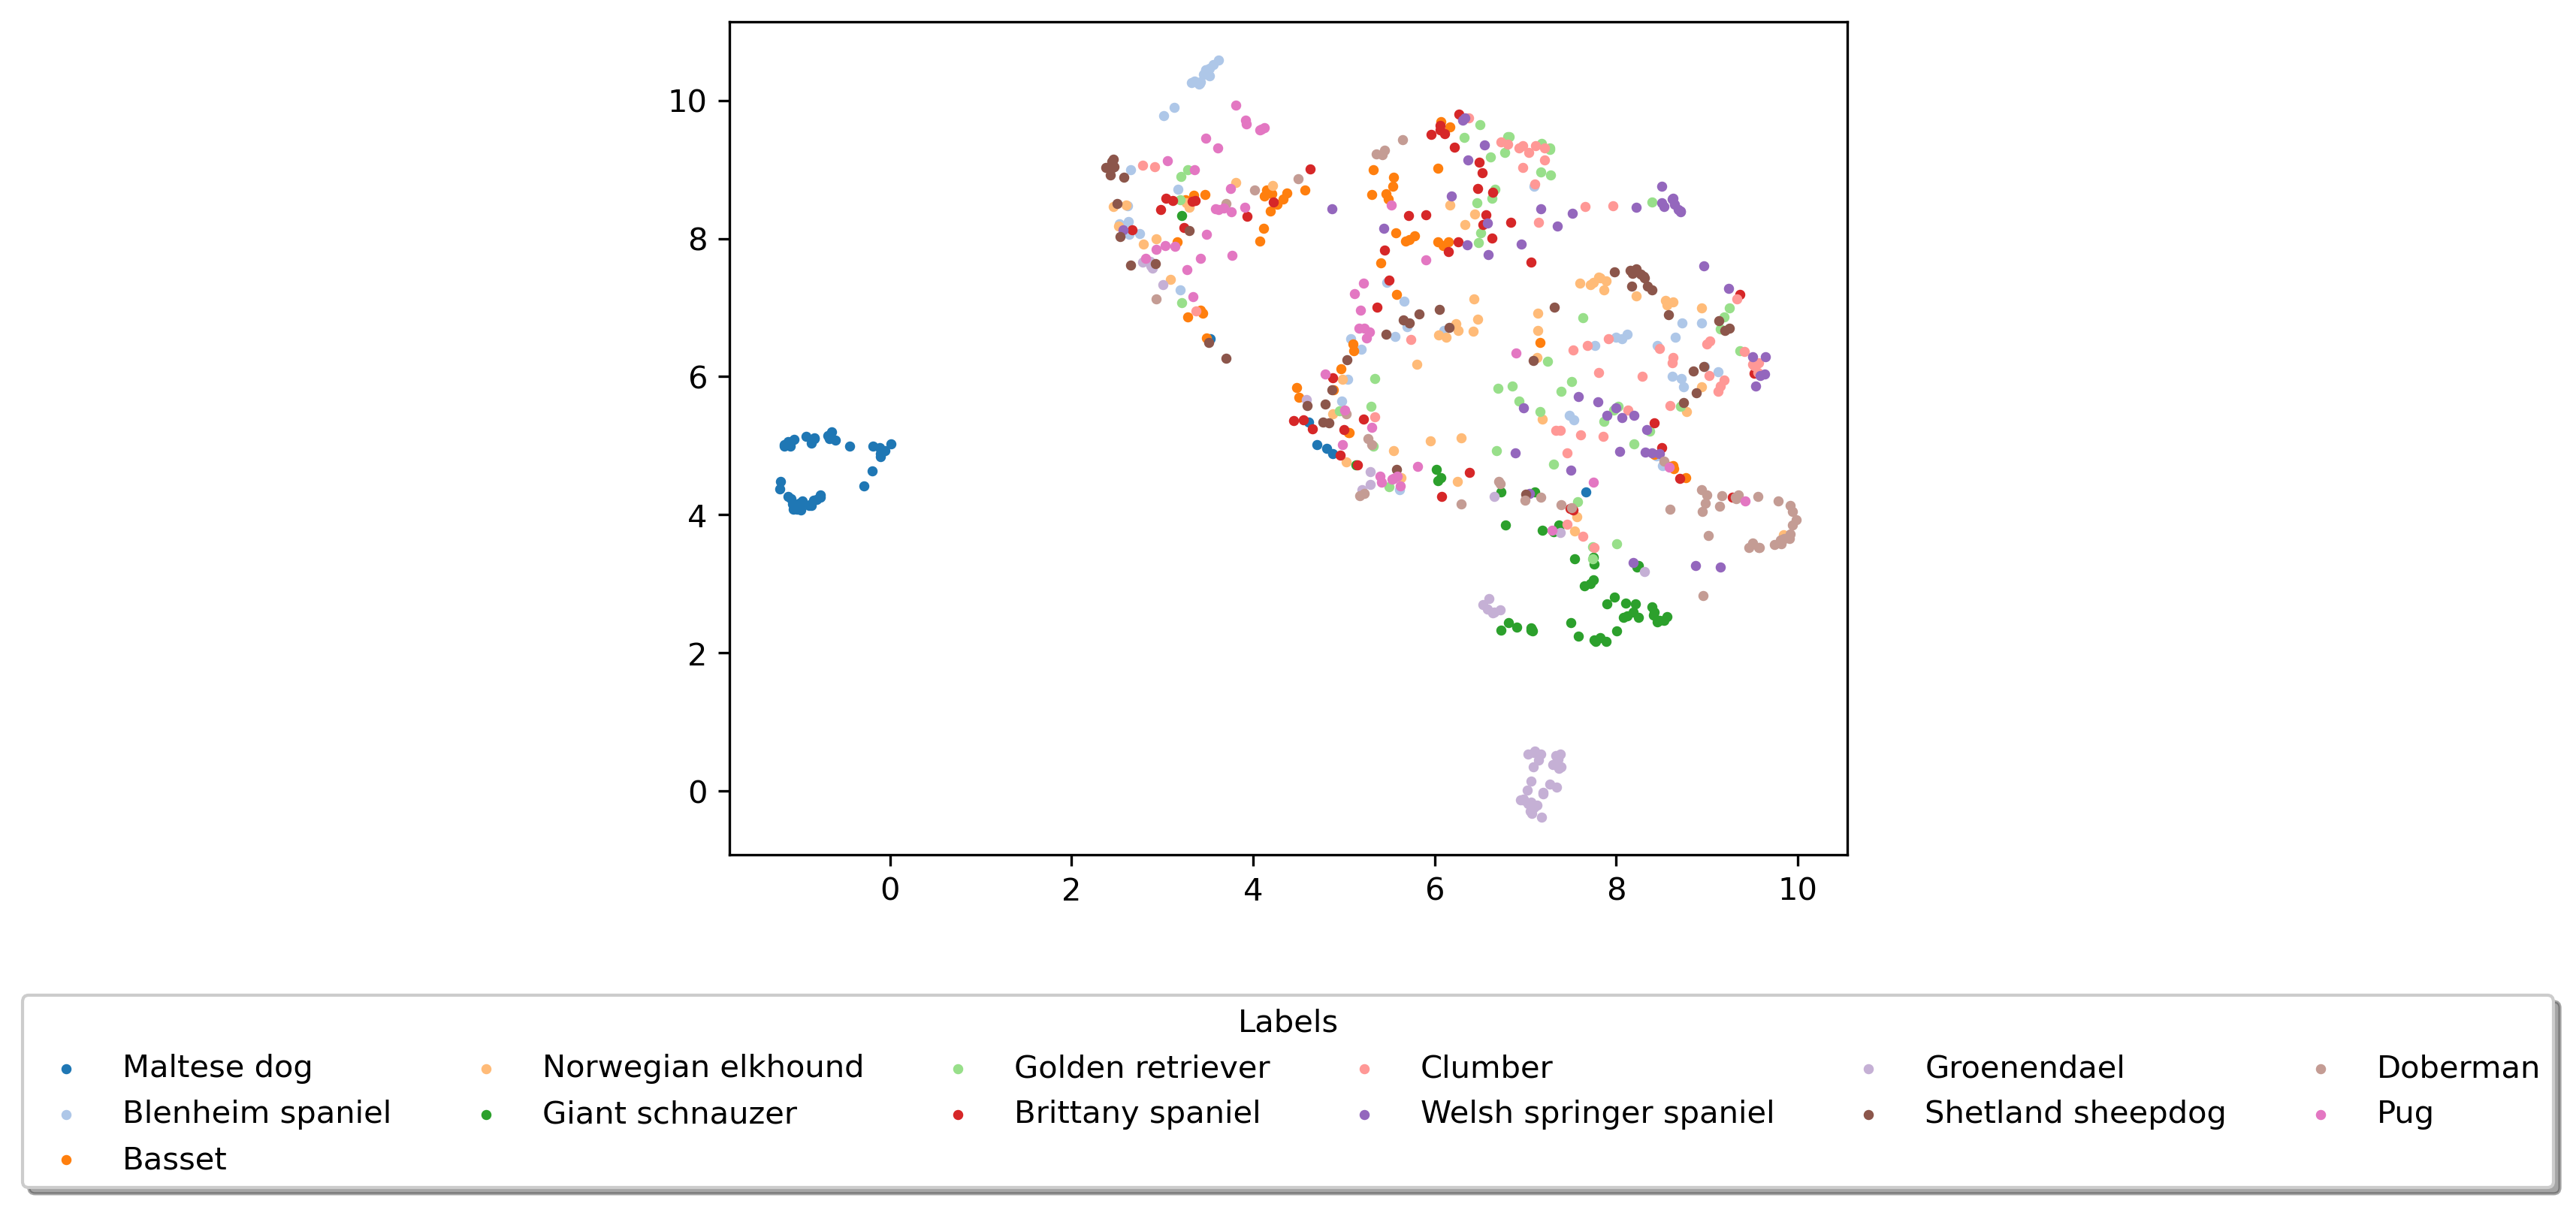 10
8
6
4
2
0
0 2 4 6 8 10
Labels
Maltese dog Norwegian elkhound Golden retriever Clumber Groenendael Doberman
Blenheim spaniel Giant schnauzer Brittany spaniel Welsh springer spaniel Shetland sheepdog Pug
Basset